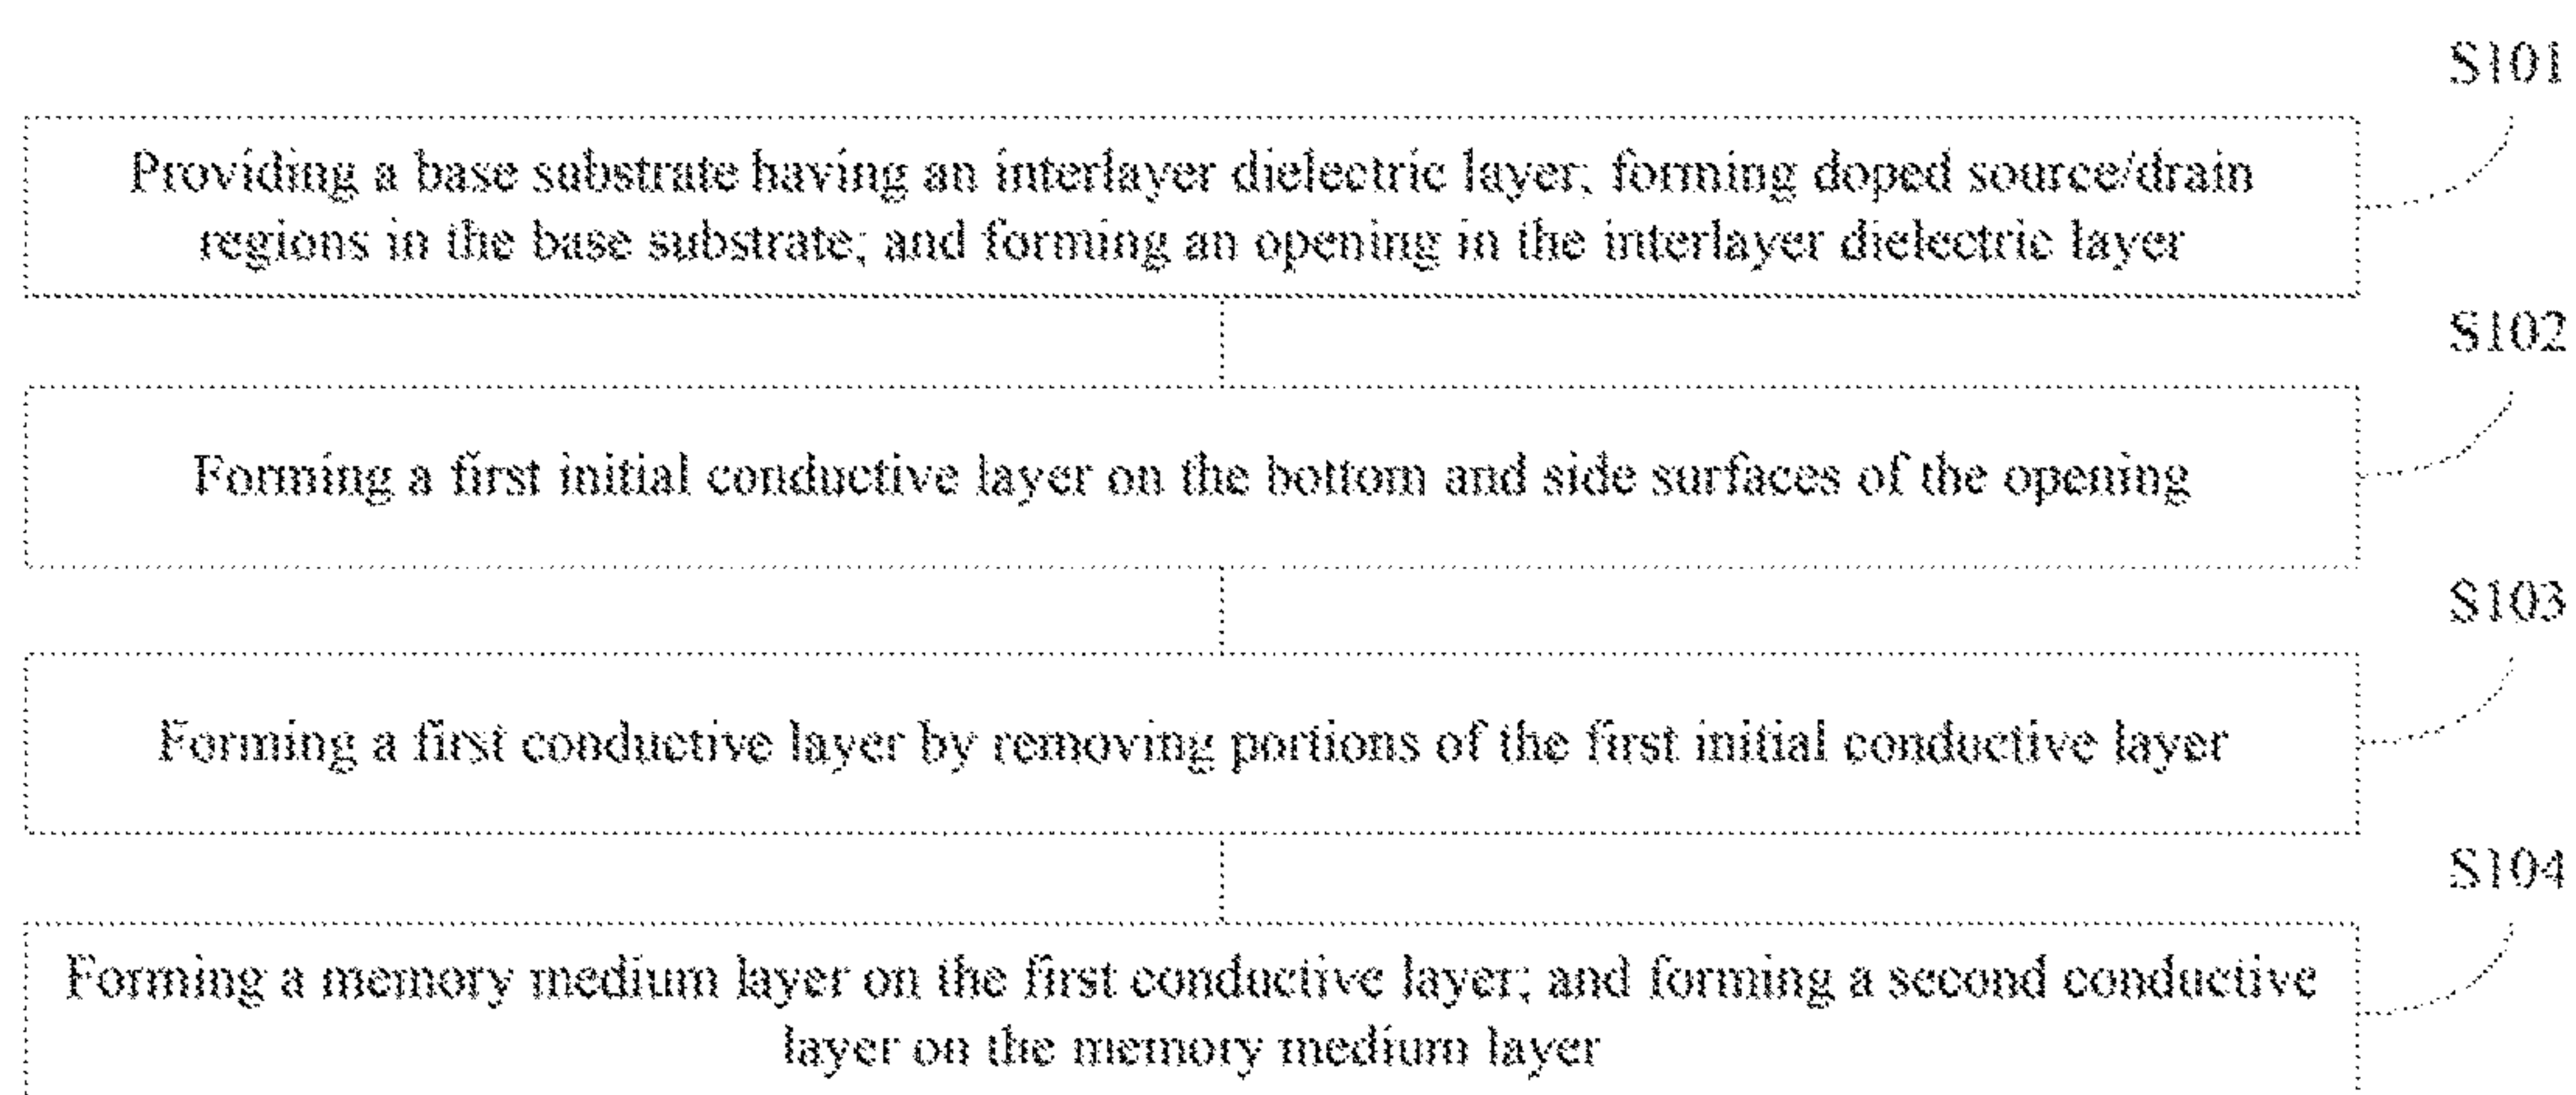 S101
Providing a base substrate having an interlayer dielectric layer; forming doped source/drain
regions in the base substrate; and forming an opening in the interlayer dielectric layer
S102
Forming a first initial conductive layer on the bottom and side surfaces of the opening
S103
Forming a first conductive layer by removing portions of the first initial conductive layer
S104
Forming a memory medium layer on the first conductive layer; and forming a second conductive
layer on the memory medium layer